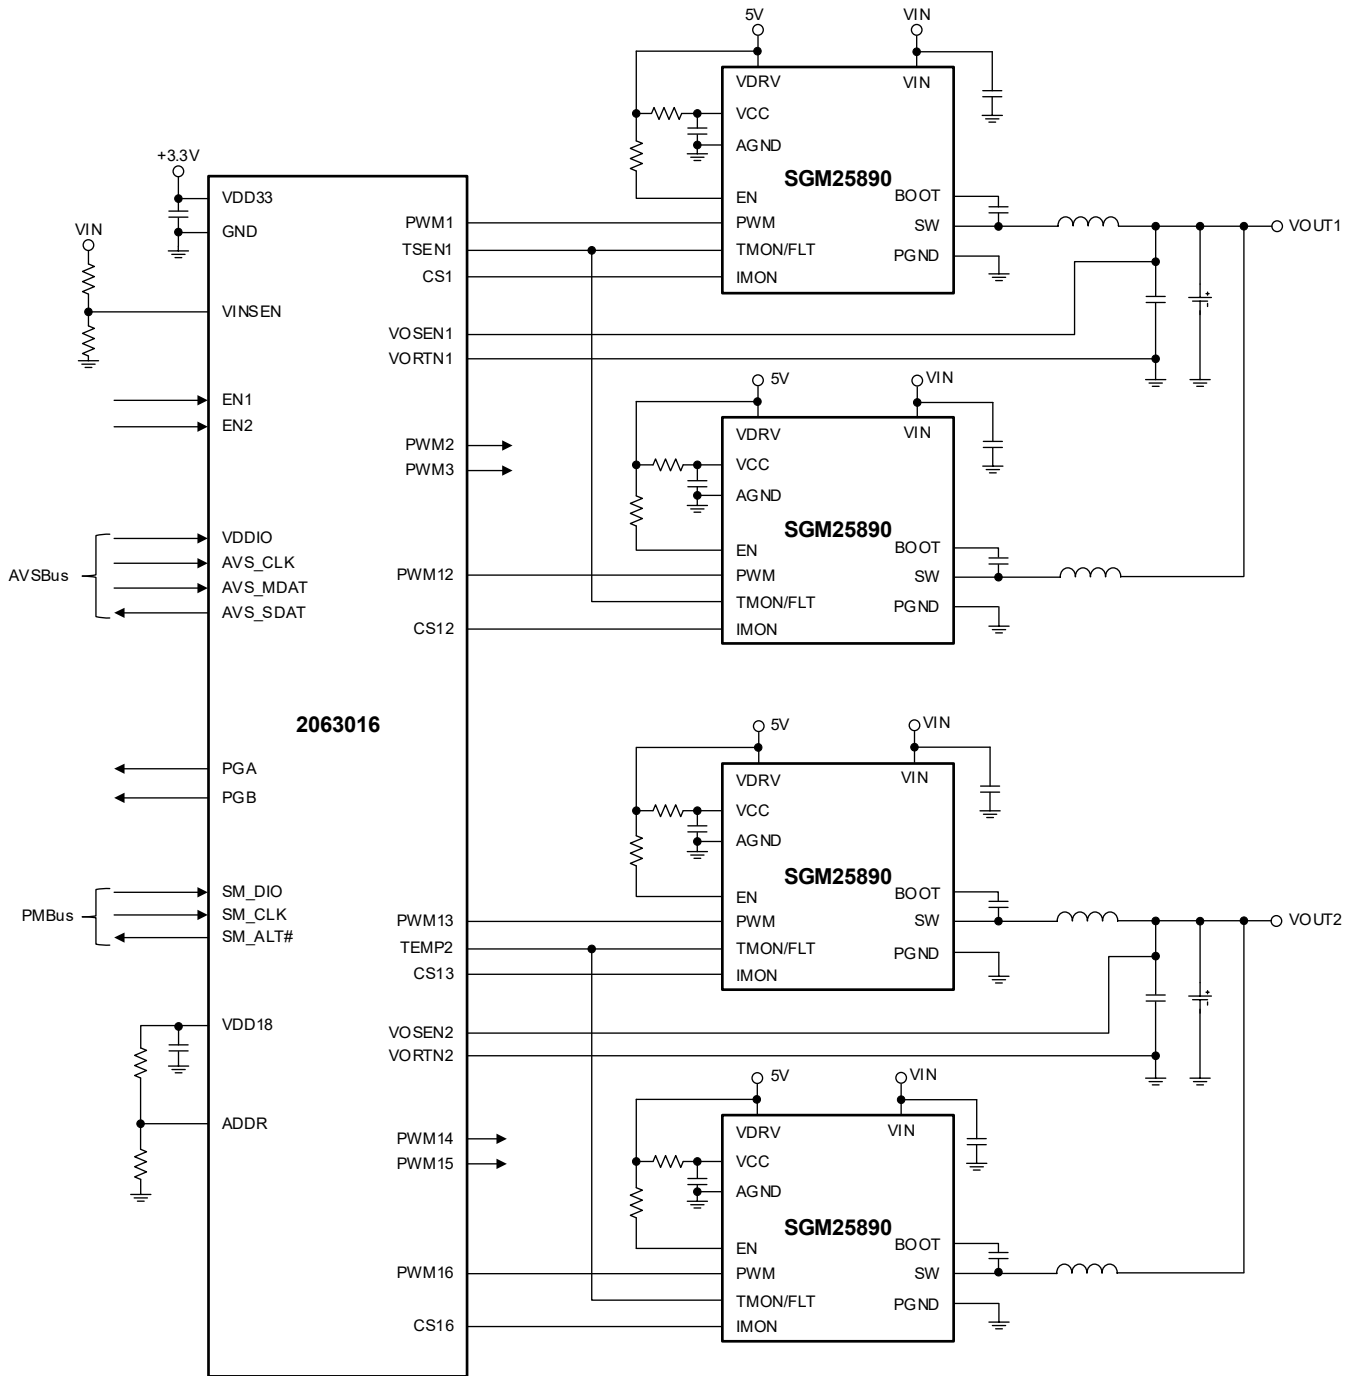 5V
VIN
VDRV
VIN
VCC
AGND
SGM25890
EN
BOOT
PWM
SW
TMON/FLT
PGND
IMON
VOUT1
+3.3V
VDD33
GND
VIN
VINSEN
EN1
EN2
AVSBus
VDDIO
AVS_CLK
AVS_MDAT
AVS_SDAT
2063016
PGA
PGB
PMBus
SM_DIO
SM_CLK
SM_ALT#
VDD18
ADDR
PWM1
TSEN1
CS1
VOSEN1
VORTN1
PWM2
PWM3
PWM12
CS12
PWM13
TEMP2
CS13
VOSEN2
VORTN2
PWM14
PWM15
PWM16
CS16
5V
VIN
VDRV
VIN
VCC
AGND
SGM25890
EN
BOOT
PWM
SW
TMON/FLT
PGND
IMON
5V
VIN
VDRV
VIN
VCC
AGND
SGM25890
EN
BOOT
PWM
SW
TMON/FLT
PGND
IMON
VOUT2
5V
VIN
VDRV
VIN
VCC
AGND
SGM25890
EN
BOOT
PWM
SW
TMON/FLT
PGND
IMON